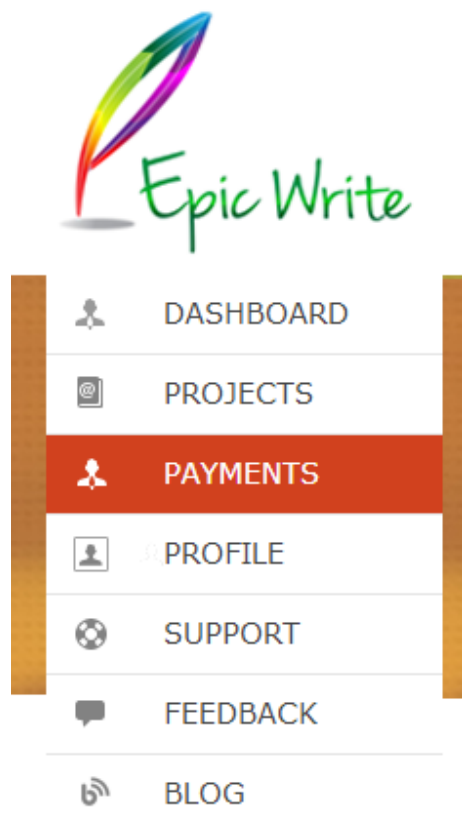 Epic Write
DASHBOARD
PROJECTS
PAYMENTS
PROFILE
SUPPORT
FEEDBACK
BLOG